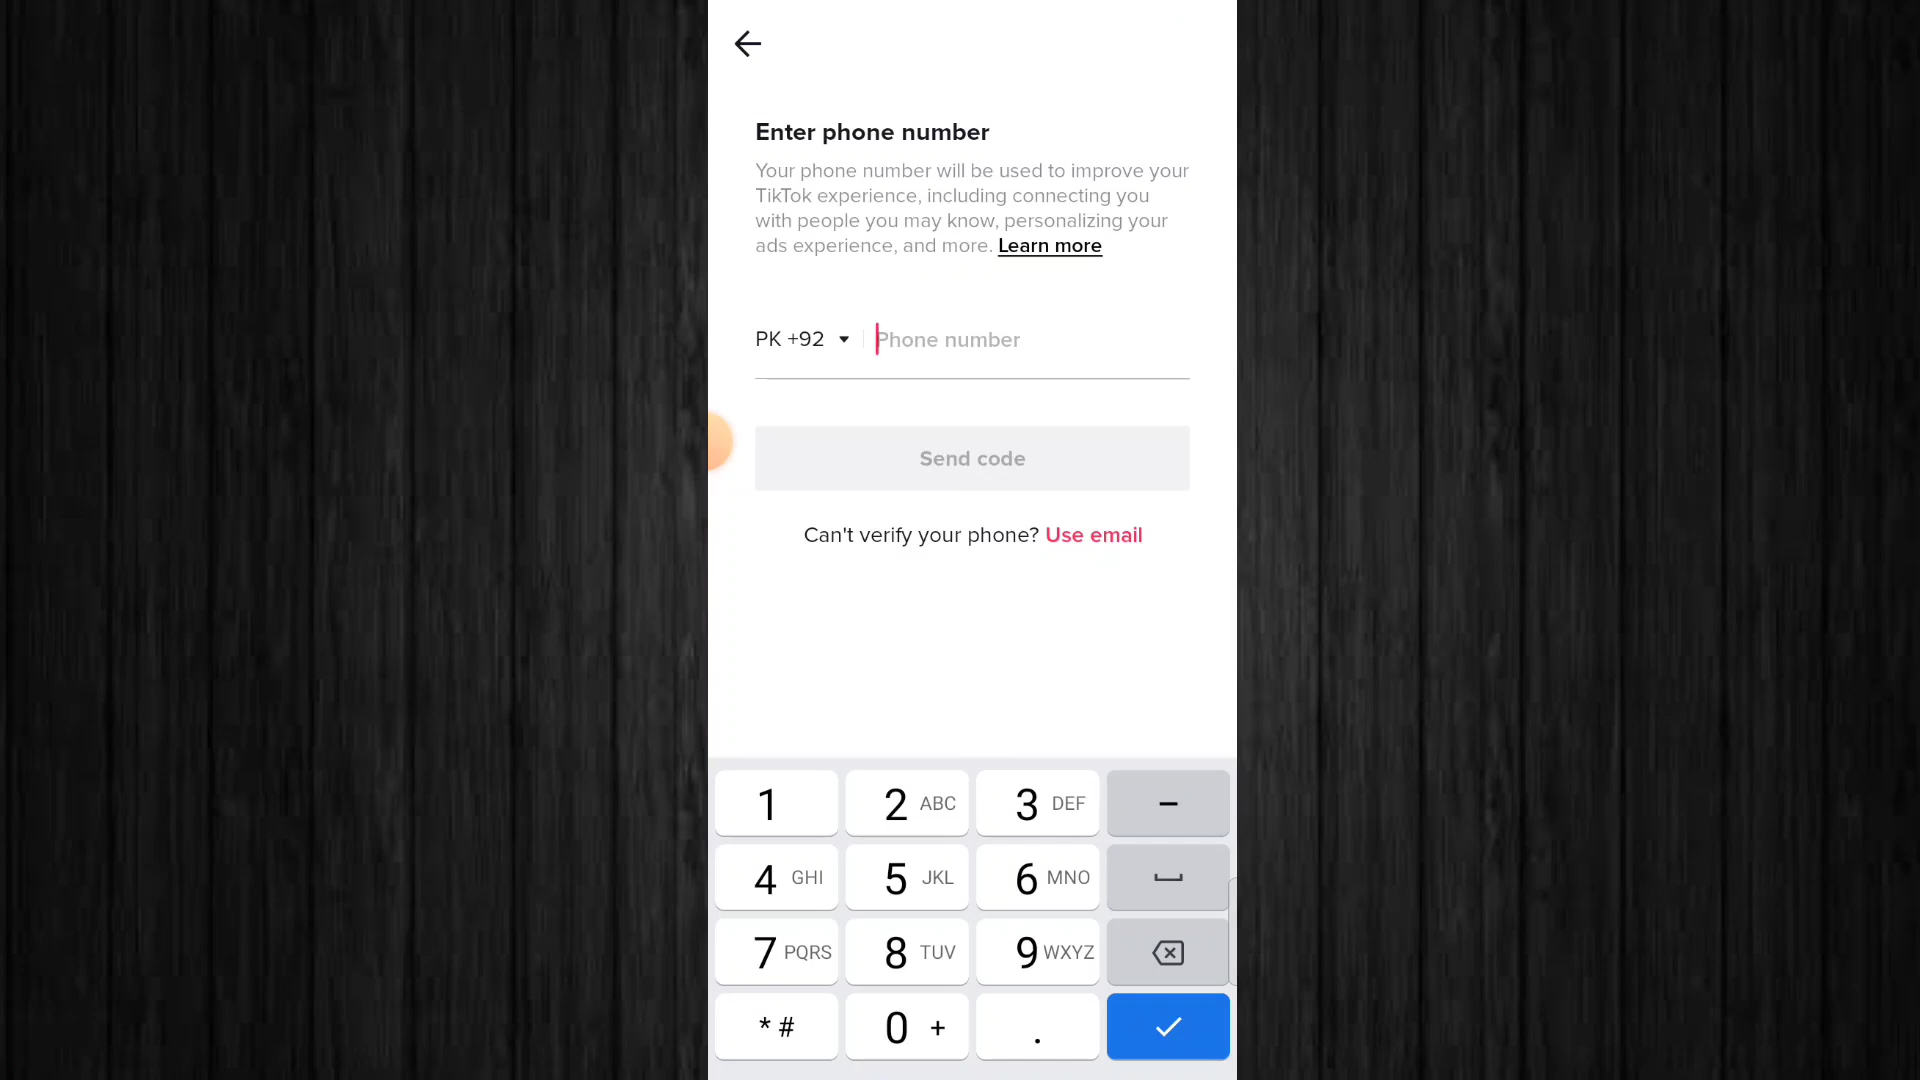 Enter phone number
Your phone number will be used to improve your
TikTok experience, including connecting you
with people you may know, personalizing your
ads experience, and more. Learn more
PK +92 Phone number
Send code
Can't verify your phone? Use email
1 2 ABC 3 DEF –
4 GHI 5 JKL 6 MNO
7 PQRS 8 TUV 9 WXYZ
* # 0 + .